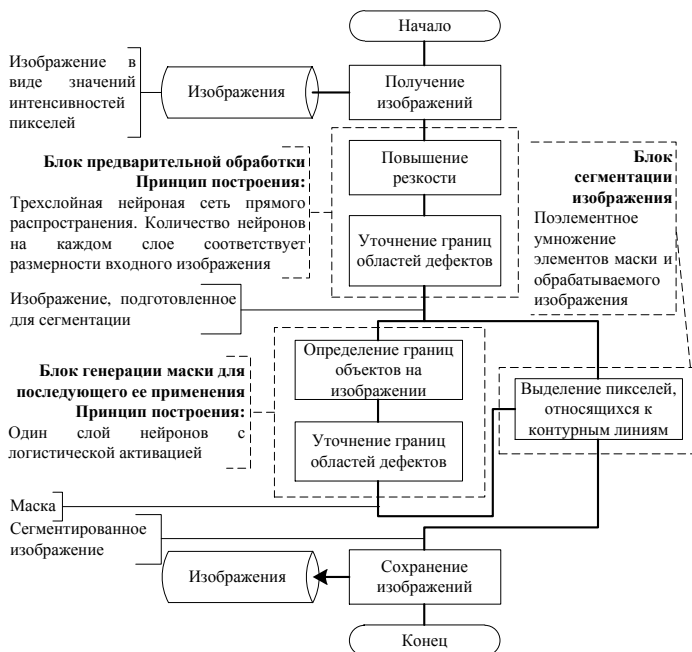 Начало
Изображение в
виде значений
интенсивностей
пикселей
Изображения
Получение
изображений
Блок предварительной обработки
Принцип построения:
Трехслойная нейроная сеть прямого
распространения. Количество нейронов
на каждом слое соответствует
размерности входного изображения
Повышение
резкости
Уточнение границ
областей дефектов
Блок
сегментации
изображения
Поэлементное
умножение
элементов маски и
обрабатываемого
изображения
Изображение, подготовленное
для сегментации
Блок генерации маски для
последующего ее применения
Принцип построения:
Один слой нейронов с
логистической активацией
Определение границ
объектов на
изображении
Уточнение границ
областей дефектов
Выделение пикселей,
относящихся к
контурным линиям
Маска
Сегментированное
изображение
Изображения
Сохранение
изображений
Конец